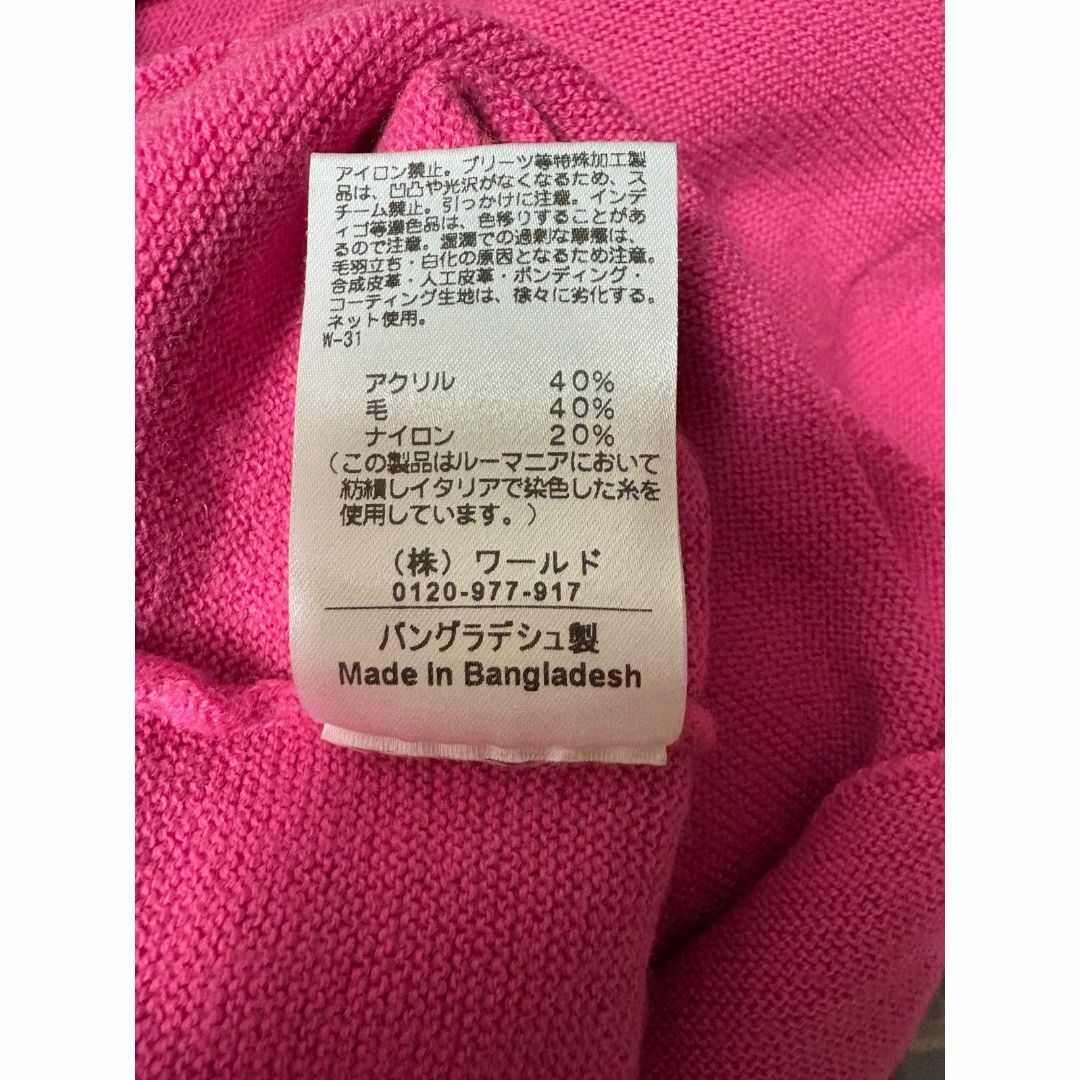 アイロン禁止。プリーツ等特殊加工製
品は、凹凸や光沢がなくなるため、ス
チーム禁止。引っかけに注意。インデ
ィゴ等濃色品は、色移りすることがあ
るので注意。湿潤での過剰な摩擦は、
毛羽立ち・白化の原因となるため注意。
合成皮革・人工皮革・ボンディング・
コーティング生地は、徐々に劣化する。
ネット使用。
W-31
アクリル 40%
毛 40%
ナイロン 20%
(この製品はルーマニアにおいて
紡績しイタリアで染色した糸を
使用しています。)
(株)ワールド
0120-977-917
バングラデシュ製
Made In Bangladesh